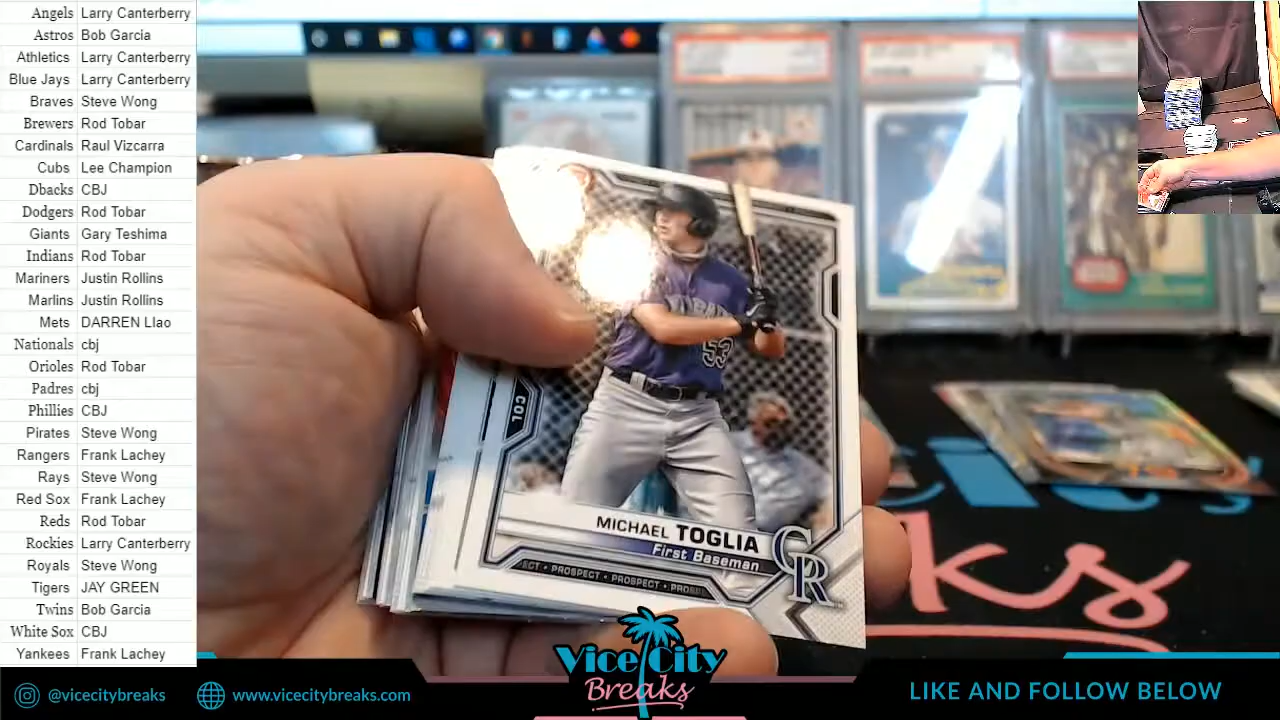 Angels Larry Canterberry
Astros Bob Garcia
Athletics Larry Canterberry
Blue Jays Larry Canterberry
Braves Steve Wong
Brewers Rod Tobar
Cardinals Raul Vizcarra
Cubs Lee Champion
Dbacks CBJ
Dodgers Rod Tobar
Giants Gary Teshima
Indians Rod Tobar
Mariners Justin Rollins
Marlins Justin Rollins
Mets DARREN LIao
Nationals cbj
Orioles Rod Tobar
Padres cbj
Phillies CBJ
Pirates Steve Wong
Rangers Frank Lachey
Rays Steve Wong
Red Sox Frank Lachey
Reds Rod Tobar
Rockies Larry Canterberry
Royals Steve Wong
Tigers JAY GREEN
Twins Bob Garcia
White Sox CBJ
Yankees Frank Lachey
53
COL
MICHAEL TOGLIA
First Baseman
ECT • PROSPECT • PROSPECT • PROSPE
CR
Vice City
Breaks
@vicecitybreaks
www.vicecitybreaks.com
LIKE AND FOLLOW BELOW